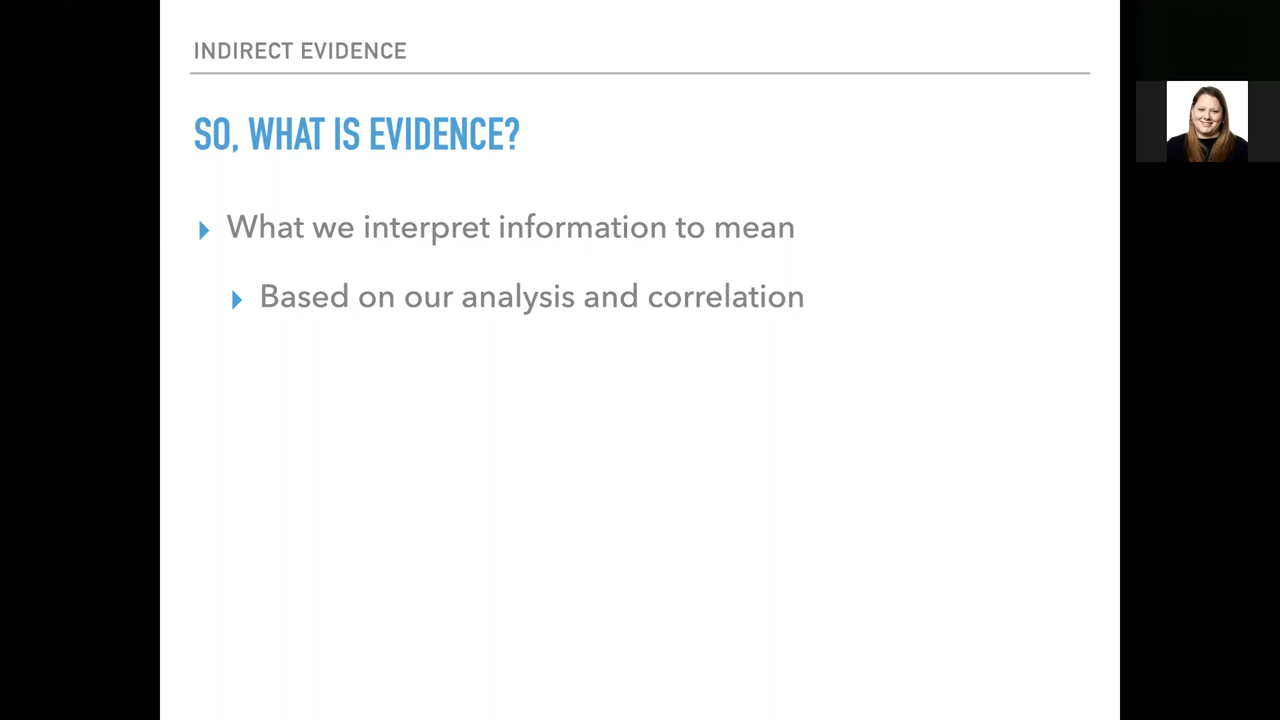 INDIRECT EVIDENCE
SO, WHAT IS EVIDENCE?
What we interpret information to mean
Based on our analysis and correlation